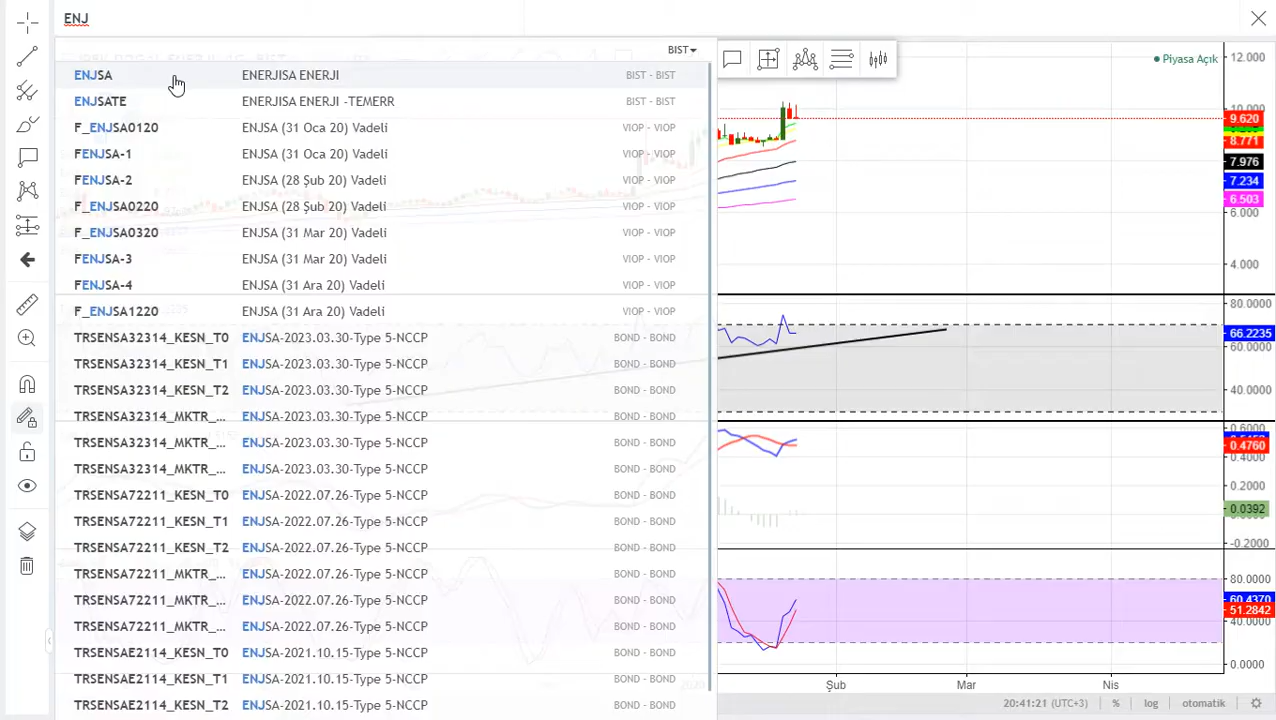 ENJ
BIST
ENJSA ENERJISA ENERJI BIST - BIST
ENJSATE ENERJISA ENERJI -TEMERR BIST - BIST
F_ENJSA0120 ENJSA (31 Oca 20) Vadeli VIOP - VIOP
FENJSA-1 ENJSA (31 Oca 20) Vadeli VIOP - VIOP
FENJSA-2 ENJSA (28 Şub 20) Vadeli VIOP - VIOP
F_ENJSA0220 ENJSA (28 Şub 20) Vadeli VIOP - VIOP
F_ENJSA0320 ENJSA (31 Mar 20) Vadeli VIOP - VIOP
FENJSA-3 ENJSA (31 Mar 20) Vadeli VIOP - VIOP
FENJSA-4 ENJSA (31 Ara 20) Vadeli VIOP - VIOP
F_ENJSA1220 ENJSA (31 Ara 20) Vadeli VIOP - VIOP
TRSENSA32314_KESN_T0 ENJSA-2023.03.30-Type 5-NCCP BOND - BOND
TRSENSA32314_KESN_T1 ENJSA-2023.03.30-Type 5-NCCP BOND - BOND
TRSENSA32314_KESN_T2 ENJSA-2023.03.30-Type 5-NCCP BOND - BOND
TRSENSA32314_MKTR_... ENJSA-2023.03.30-Type 5-NCCP BOND - BOND
TRSENSA32314_MKTR_... ENJSA-2023.03.30-Type 5-NCCP BOND - BOND
TRSENSA32314_MKTR_... ENJSA-2023.03.30-Type 5-NCCP BOND - BOND
TRSENSA72211_KESN_T0 ENJSA-2022.07.26-Type 5-NCCP BOND - BOND
TRSENSA72211_KESN_T1 ENJSA-2022.07.26-Type 5-NCCP BOND - BOND
TRSENSA72211_KESN_T2 ENJSA-2022.07.26-Type 5-NCCP BOND - BOND
TRSENSA72211_MKTR_... ENJSA-2022.07.26-Type 5-NCCP BOND - BOND
TRSENSA72211_MKTR_... ENJSA-2022.07.26-Type 5-NCCP BOND - BOND
TRSENSA72211_MKTR_... ENJSA-2022.07.26-Type 5-NCCP BOND - BOND
TRSENSAE2114_KESN_T0 ENJSA-2021.10.15-Type 5-NCCP BOND - BOND
TRSENSAE2114_KESN_T1 ENJSA-2021.10.15-Type 5-NCCP BOND - BOND
TRSENSAE2114_KESN_T2 ENJSA-2021.10.15-Type 5-NCCP BOND - BOND
Piyasa Açık
12.000
10.000
9.620
8.771
7.976
7.234
6.503
6.000
4.000
80.0000
66.2235
60.0000
40.0000
0.6000
0.4760
0.4000
0.2000
0.0392
-0.2000
80.0000
60.4370
51.2842
40.0000
0.0000
Şub Mar Nis
20:41:21 (UTC+3) % log otomatik